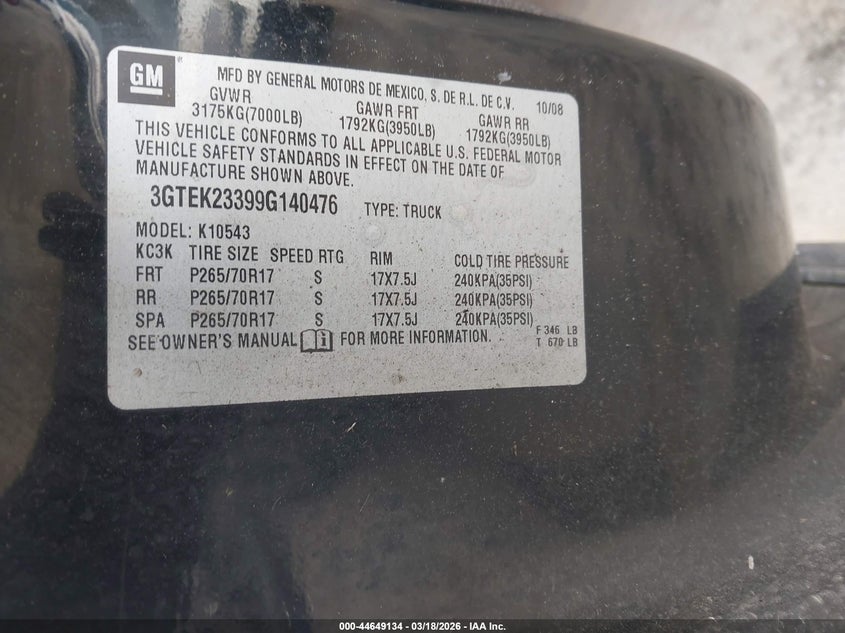 GM
MFD BY GENERAL MOTORS DE MEXICO, S. DE R.L. DE C.V. 10/08
GVWR GAWR FRT GAWR RR
3175KG(7000LB) 1792KG(3950LB) 1792KG(3950LB)
THIS VEHICLE CONFORMS TO ALL APPLICABLE U.S. FEDERAL MOTOR
VEHICLE SAFETY STANDARDS IN EFFECT ON THE DATE OF
MANUFACTURE SHOWN ABOVE.
3GTEK23399G140476 TYPE: TRUCK
MODEL: K10543
KC3K TIRE SIZE SPEED RTG RIM COLD TIRE PRESSURE
FRT P265/70R17 S 17X7.5J 240KPA(35PSI)
RR P265/70R17 S 17X7.5J 240KPA(35PSI)
SPA P265/70R17 S 17X7.5J 240KPA(35PSI)
SEE OWNER'S MANUAL i FOR MORE INFORMATION.
F 346 LB
T 670 LB
000-44649134 - 03/18/2026 - IAA Inc.